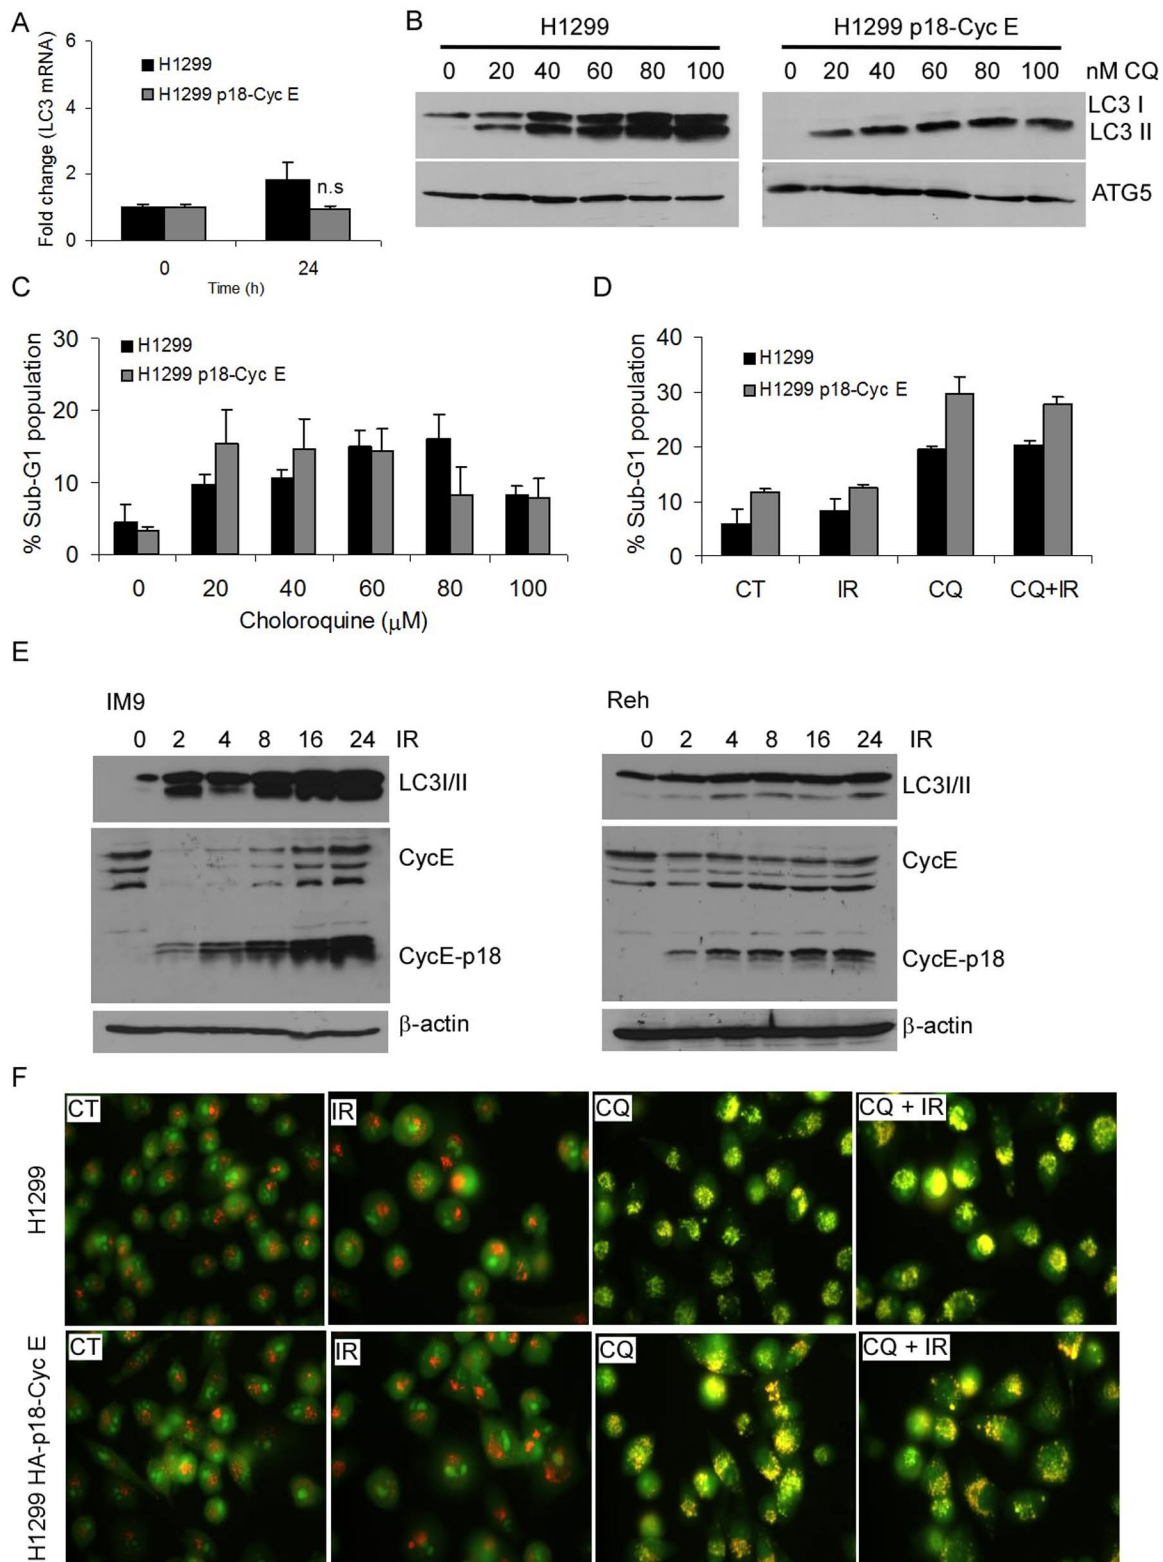 A
6
4
2
0
Fold change (LC3 mRNA)
H1299
H1299 p18-Cyc E
n.s
0 24
Time (h)
B
H1299 H1299 p18-Cyc E
0 20 40 60 80 100 0 20 40 60 80 100 nM CQ
LC3 I
LC3 II
ATG5
C
30
20
10
0
% Sub-G1 population
H1299
H1299 p18-Cyc E
0 20 40 60 80 100
Choloroquine (μM)
D
40
30
20
10
0
% Sub-G1 population
H1299
H1299 p18-Cyc E
CT IR CQ CQ+IR
E
IM9
0 2 4 8 16 24 IR
LC3I/II
CycE
CycE-p18
β-actin
Reh
0 2 4 8 16 24 IR
LC3I/II
CycE
CycE-p18
β-actin
F
H1299
CT IR CQ CQ + IR
H1299 HA-p18-Cyc E
CT IR CQ CQ + IR